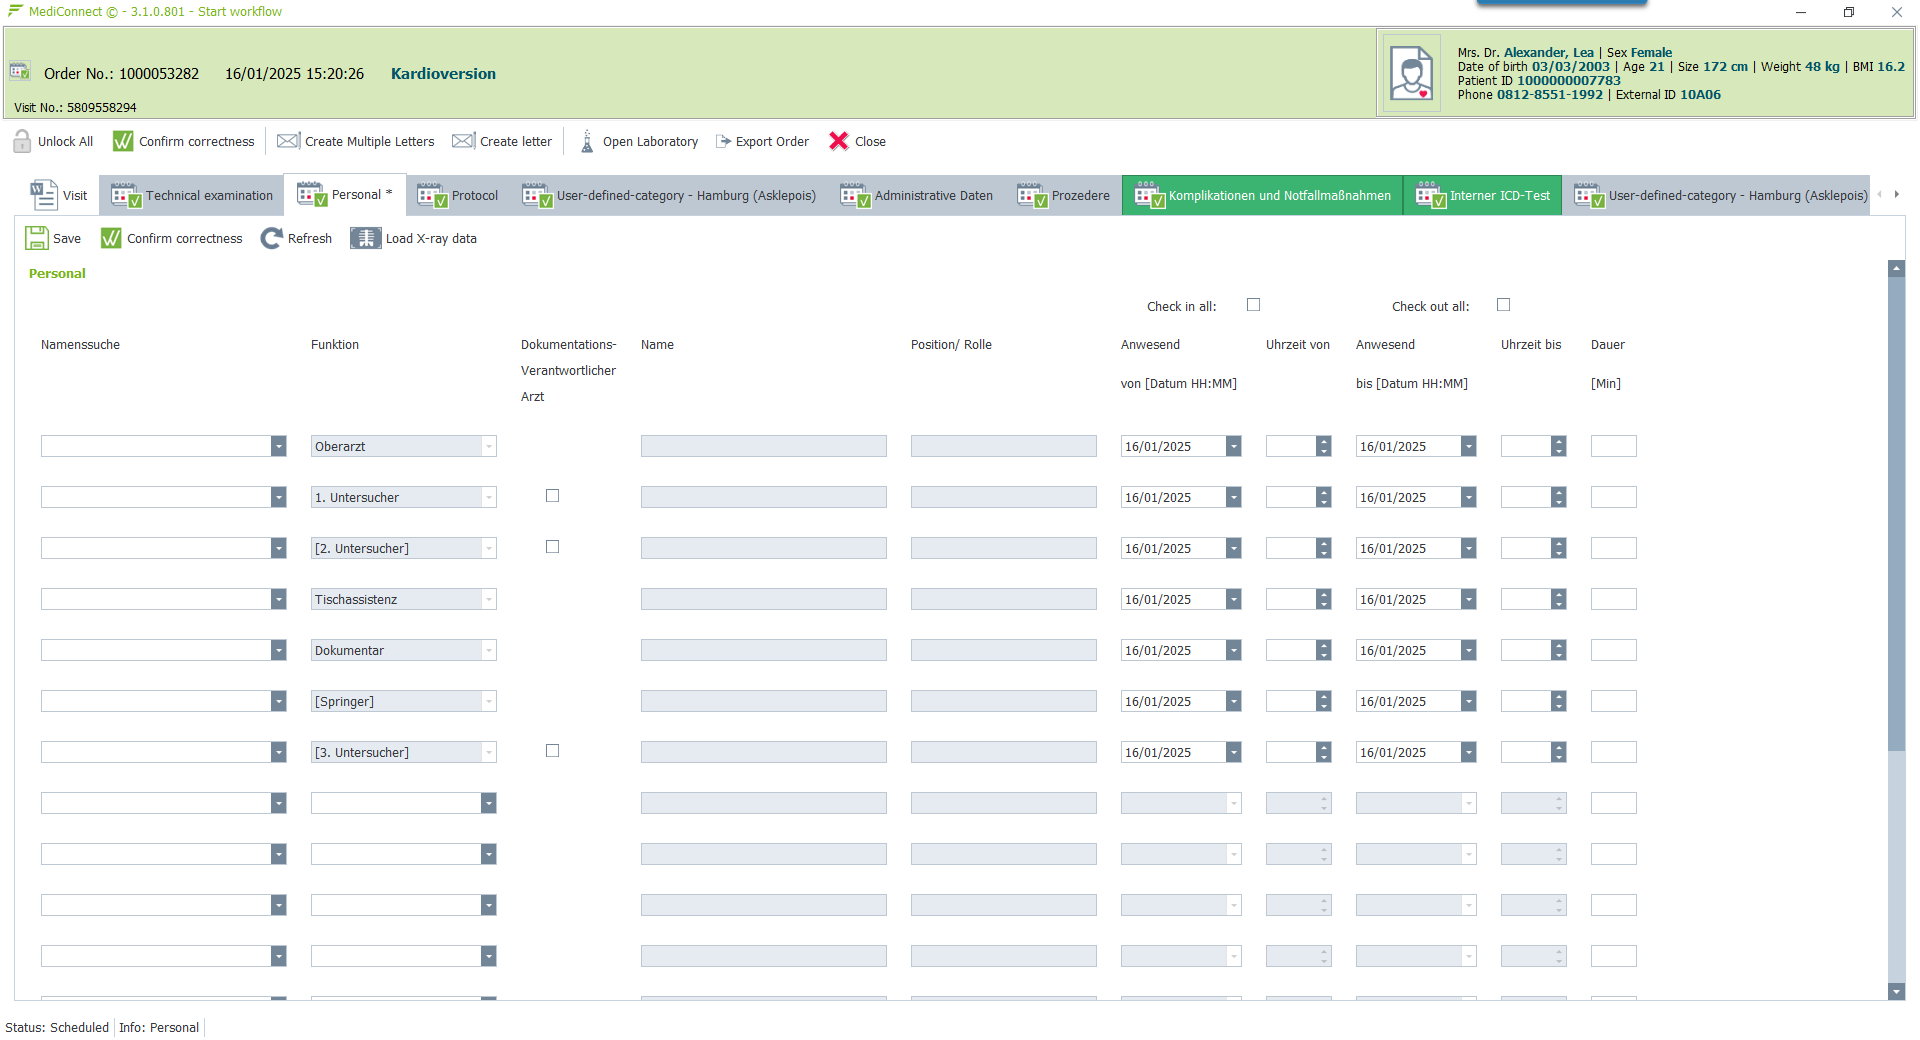 MediConnect © - 3.1.0.801 - Start workflow
Order No.: 1000053282 16/01/2025 15:20:26 Kardioversion
Visit No.: 5809558294
Mrs. Dr. Alexander, Lea | Sex Female
Date of birth 03/03/2003 | Age 21 | Size 172 cm | Weight 48 kg | BMI 16.2
Patient ID 1000000007783
Phone 0812-8551-1992 | External ID 10A06
Unlock All Confirm correctness Create Multiple Letters Create letter Open Laboratory Export Order Close
Visit Technical examination Personal * Protocol User-defined-category - Hamburg (Asklepois) Administrative Daten Prozedere Komplikationen und Notfallmaßnahmen Interner ICD-Test User-defined-category - Hamburg (Asklepois)
Save Confirm correctness Refresh Load X-ray data
Personal
Check in all: Check out all:
Namenssuche Funktion Dokumentations- Name Position/ Rolle Anwesend Uhrzeit von Anwesend Uhrzeit bis Dauer
Verantwortlicher
von [Datum HH:MM] bis [Datum HH:MM] [Min]
Arzt
Oberarzt 16/01/2025 16/01/2025
1. Untersucher 16/01/2025 16/01/2025
[2. Untersucher] 16/01/2025 16/01/2025
Tischassistenz 16/01/2025 16/01/2025
Dokumentar 16/01/2025 16/01/2025
[Springer] 16/01/2025 16/01/2025
[3. Untersucher] 16/01/2025 16/01/2025
Status: Scheduled Info: Personal